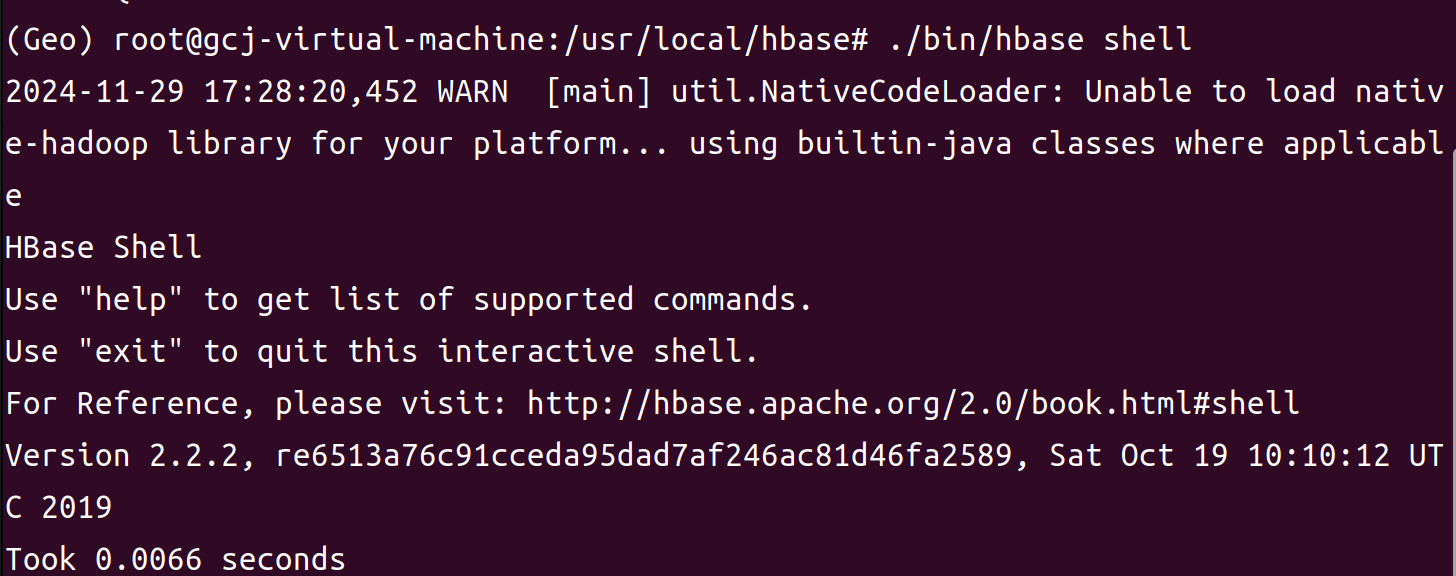 (Geo) root@gcj-virtual-machine:/usr/local/hbase# ./bin/hbase shell
2024-11-29 17:28:20,452 WARN  [main] util.NativeCodeLoader: Unable to load nativ
e-hadoop library for your platform... using builtin-java classes where applicabl
e
HBase Shell
Use "help" to get list of supported commands.
Use "exit" to quit this interactive shell.
For Reference, please visit: http://hbase.apache.org/2.0/book.html#shell
Version 2.2.2, re6513a76c91cceda95dad7af246ac81d46fa2589, Sat Oct 19 10:10:12 UT
C 2019
Took 0.0066 seconds